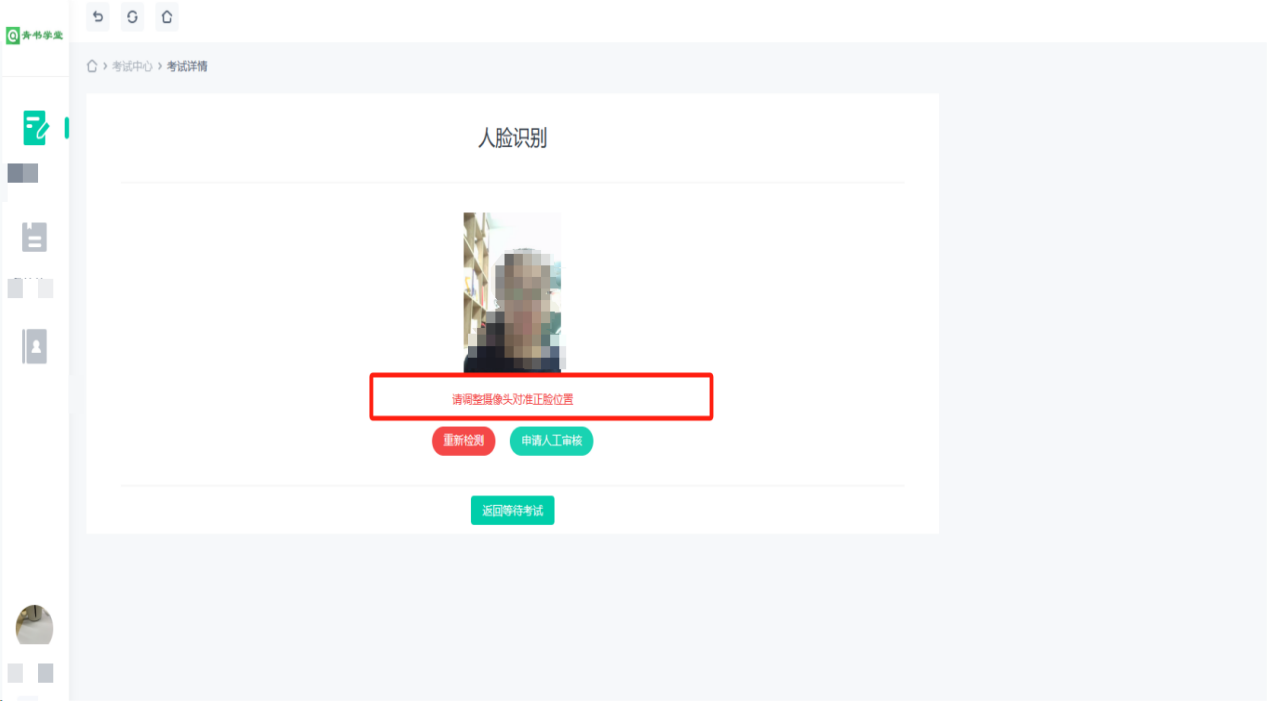 青书学堂
考试中心 > 考试详情
人脸识别
请调整摄像头对准正脸位置
重新检测 申请人工审核
返回等待考试